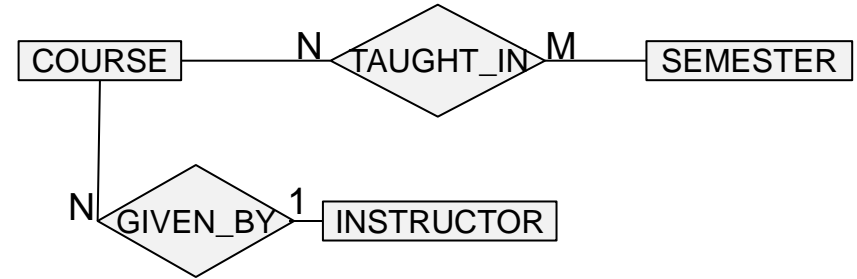 COURSE N TAUGHT_IN M SEMESTER
N GIVEN_BY 1 INSTRUCTOR